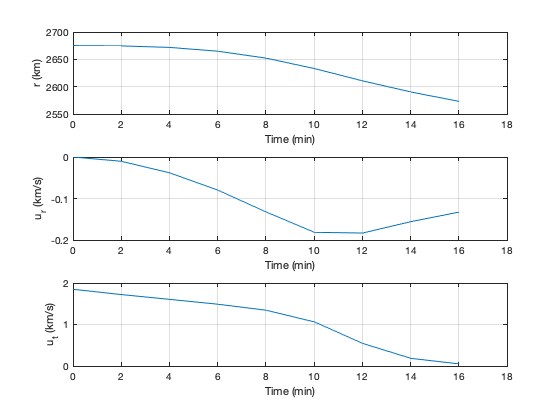 2700
2650
2600
2550
r (km)
0 2 4 6 8 10 12 14 16 18
Time (min)
0
-0.1
-0.2
u_r (km/s)
0 2 4 6 8 10 12 14 16 18
Time (min)
2
1
0
u_t (km/s)
0 2 4 6 8 10 12 14 16 18
Time (min)